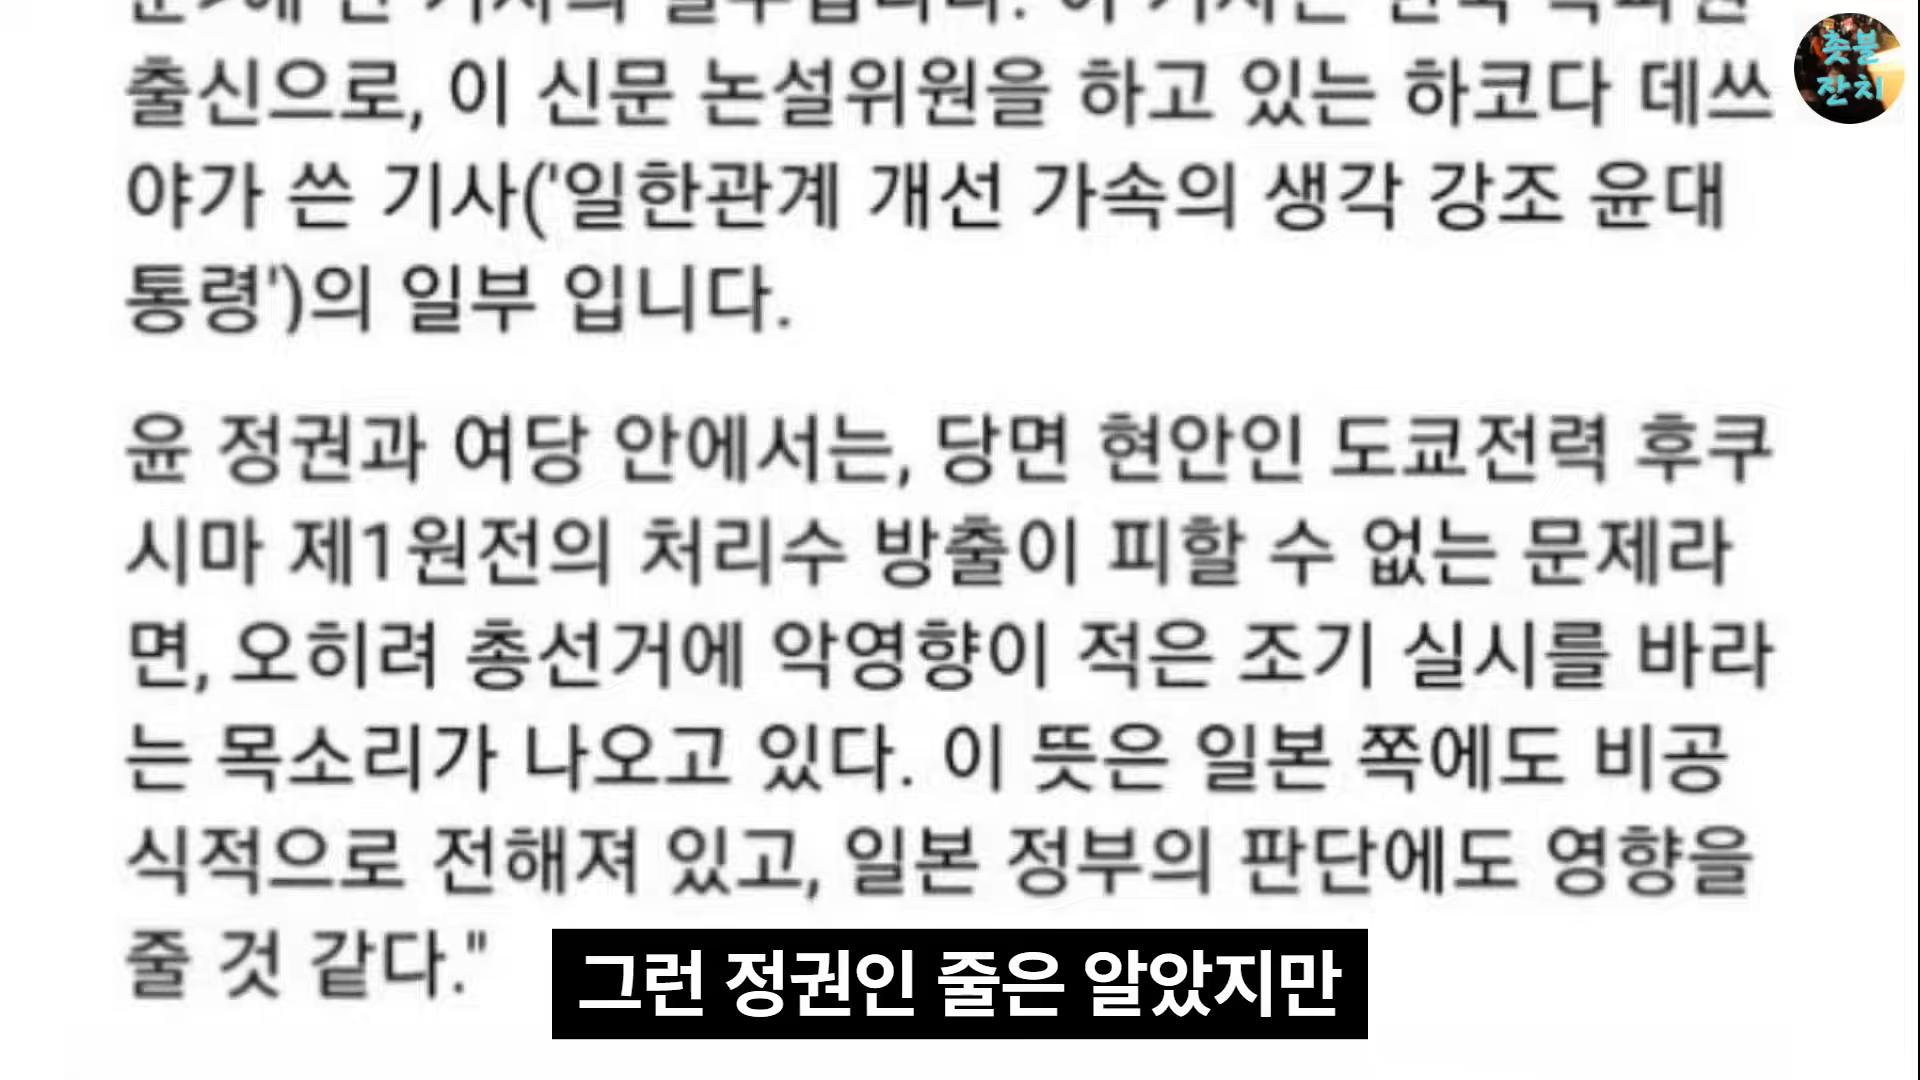 출신으로, 이 신문 논설위원을 하고 있는 하코다 데쓰
야가 쓴 기사('일한관계 개선 가속의 생각 강조 윤대
통령')의 일부 입니다.
윤 정권과 여당 안에서는, 당면 현안인 도쿄전력 후쿠
시마 제1원전의 처리수 방출이 피할 수 없는 문제라
면, 오히려 총선거에 악영향이 적은 조기 실시를 바라
는 목소리가 나오고 있다. 이 뜻은 일본 쪽에도 비공
식적으로 전해져 있고, 일본 정부의 판단에도 영향을
줄 것 같다."
그런 정권인 줄은 알았지만
촛불
잔치